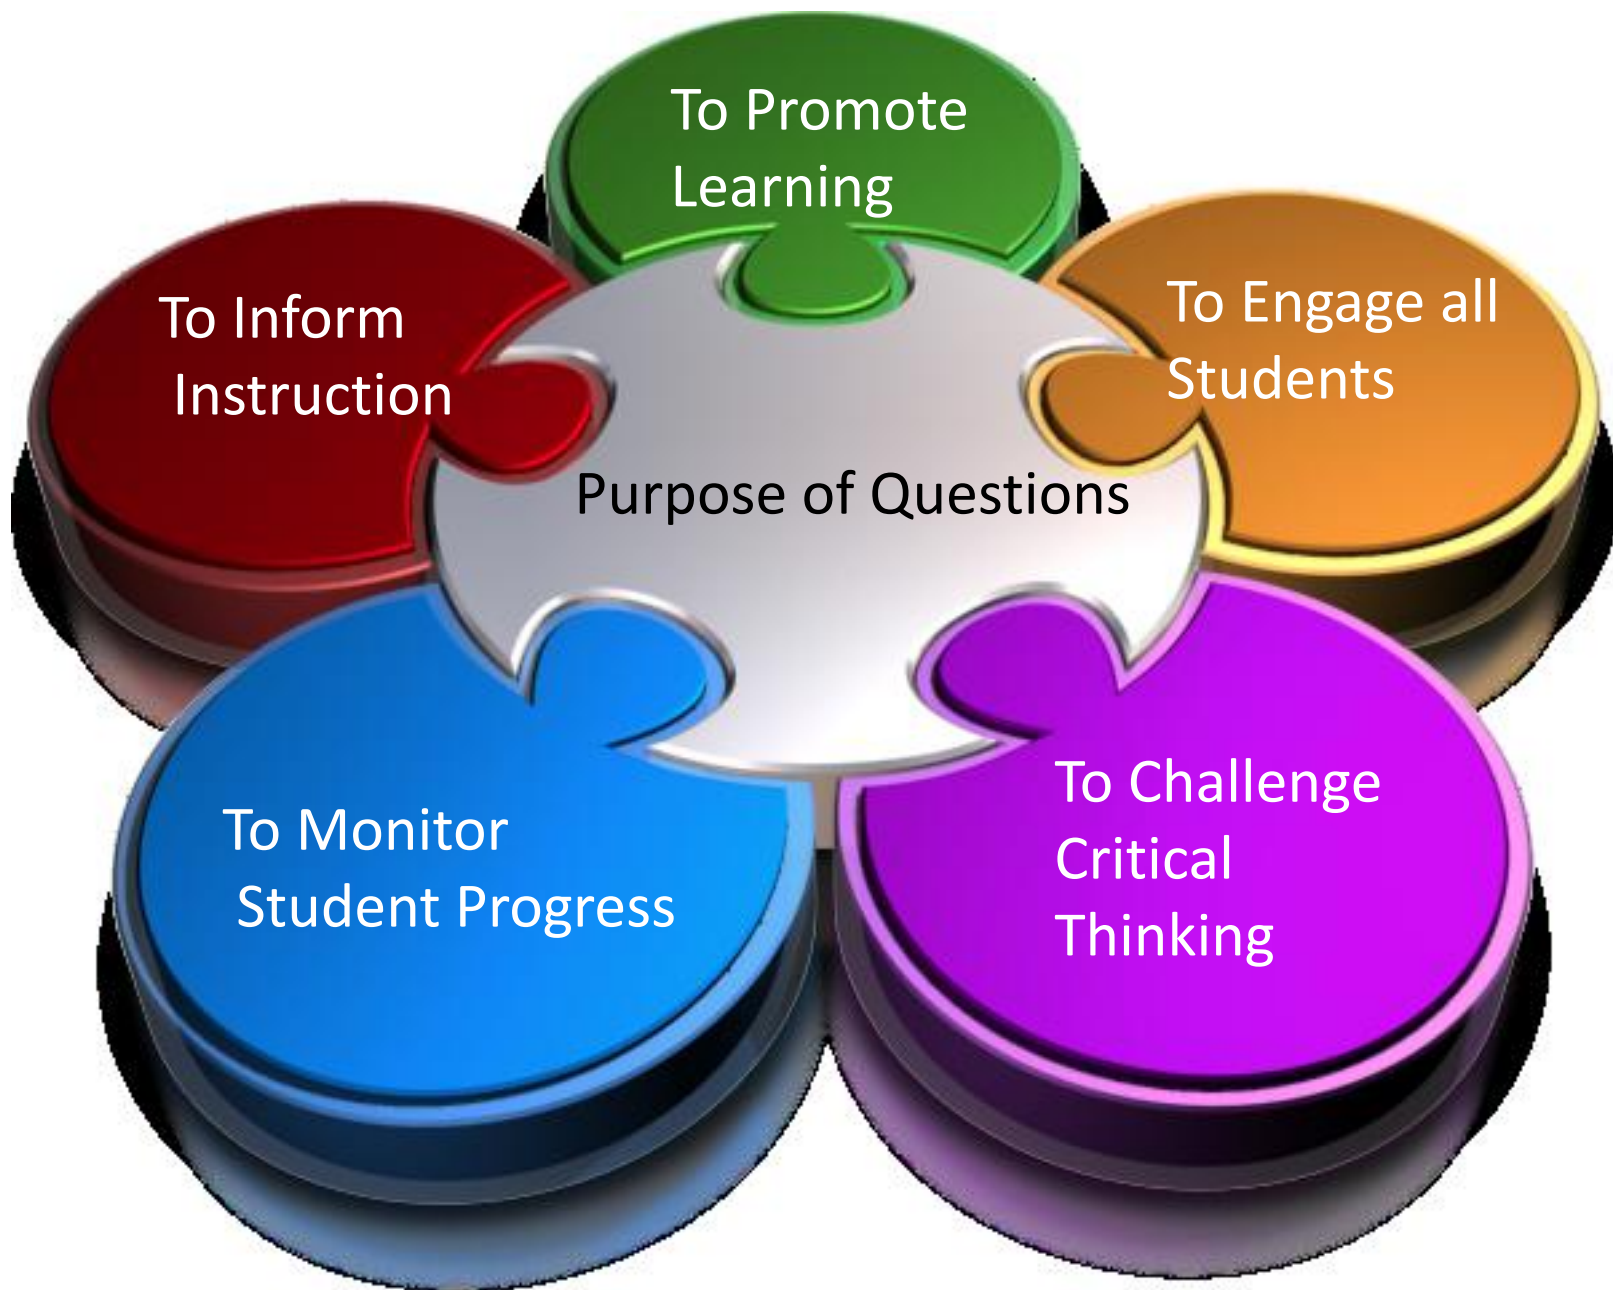 To Promote
Learning
To Inform
Instruction
To Engage all
Students
Purpose of Questions
To Monitor
Student Progress
To Challenge
Critical
Thinking